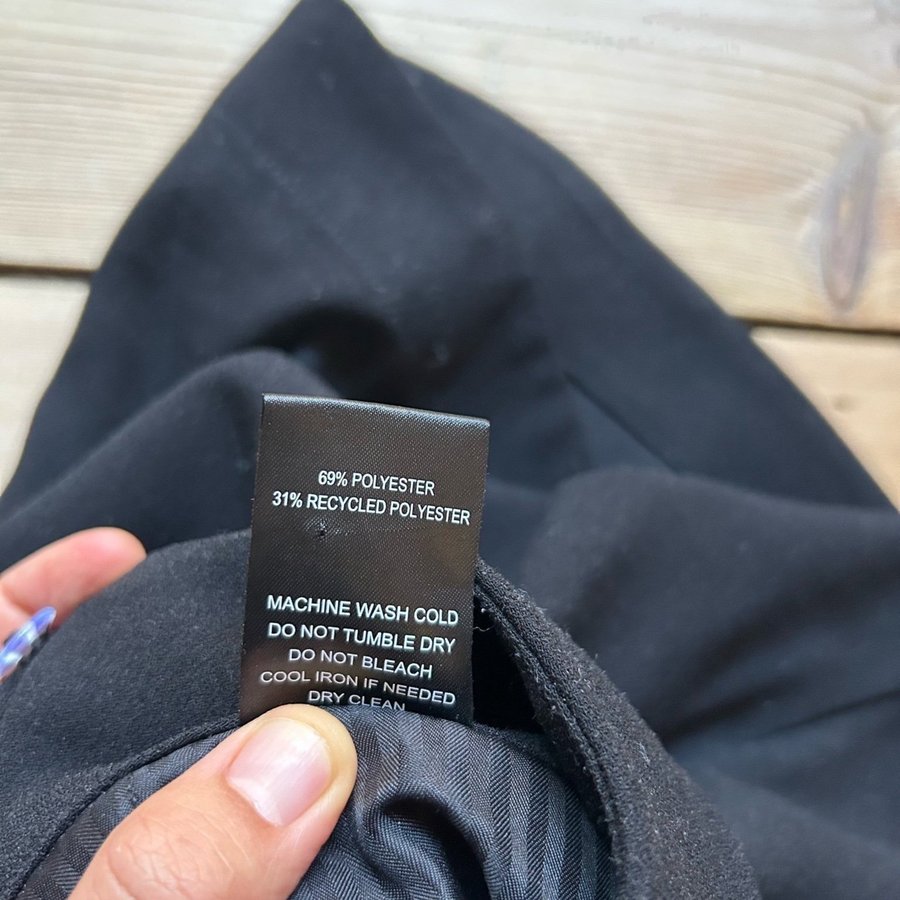 69% POLYESTER
31% RECYCLED POLYESTER
MACHINE WASH COLD
DO NOT TUMBLE DRY
DO NOT BLEACH
COOL IRON IF NEEDED
DRY CLEAN